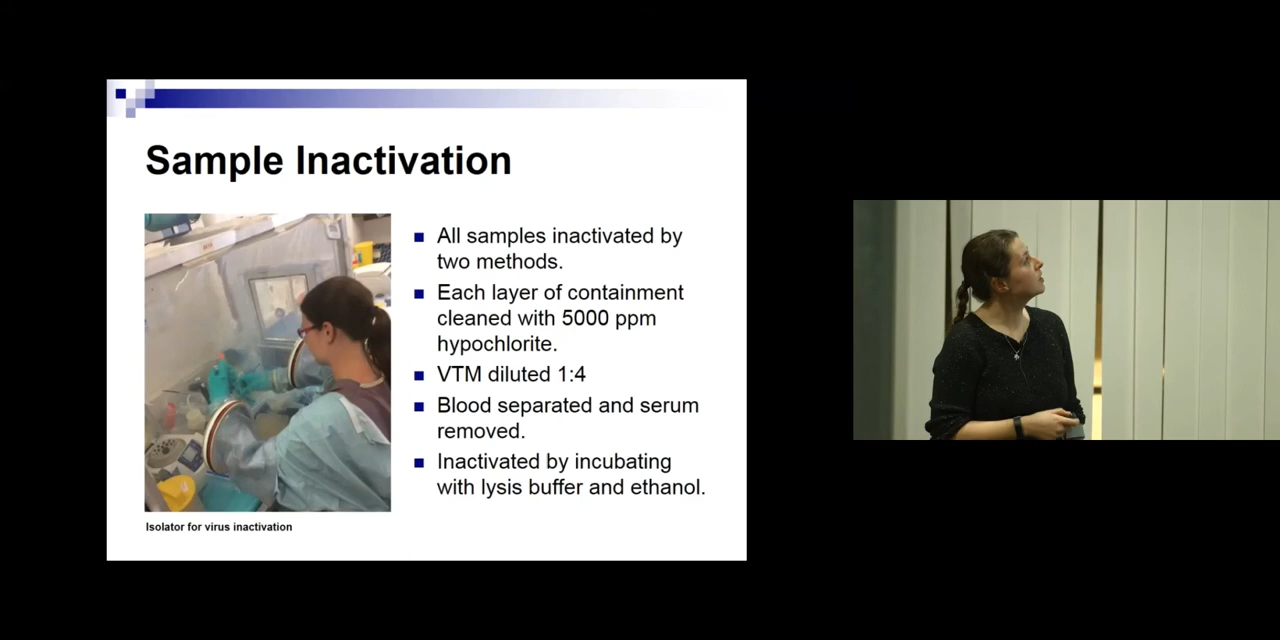 Sample Inactivation
All samples inactivated by
two methods.
Each layer of containment
cleaned with 5000 ppm
hypochlorite.
VTM diluted 1:4
Blood separated and serum
removed.
Inactivated by incubating
with lysis buffer and ethanol.
Isolator for virus inactivation